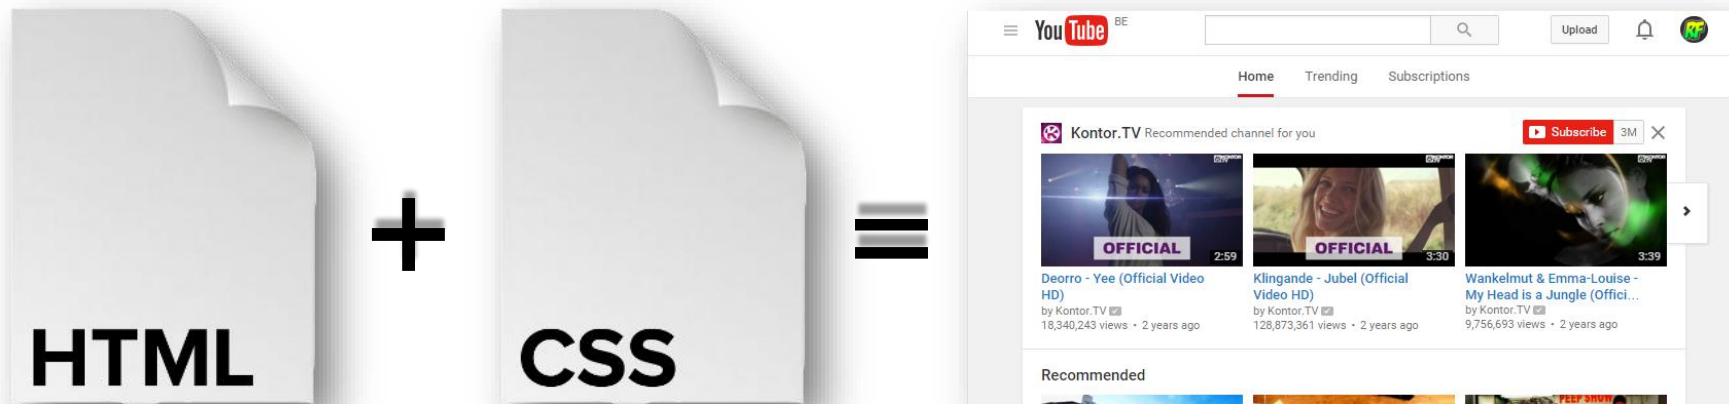 HTML
+
CSS
=
YouTube BE
Upload
RF
Home Trending Subscriptions
Kontor.TV Recommended channel for you
Subscribe 3M
OFFICIAL 2:59
OFFICIAL 3:30
3:39
Deorro - Yee (Official Video
HD)
by Kontor.TV
18,340,243 views • 2 years ago
Klingande - Jubel (Official
Video HD)
by Kontor.TV
128,873,361 views • 2 years ago
Wankelmut & Emma-Louise -
My Head is a Jungle (Offici...
by Kontor.TV
9,756,693 views • 2 years ago
Recommended
PEEP SHOW